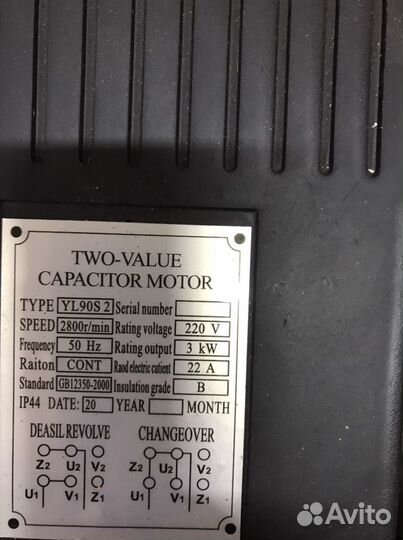 TWO-VALUE
CAPACITOR MOTOR
TYPE YL90S 2 Serial number
SPEED 2800r/min Rating voltage 220 V
Frequency 50 Hz Rating output 3 kW
Raiton CONT Raod electric cutient 22 A
Standard GB12350-2000 Insulation grade B
IP44 DATE: 20 YEAR MONTH
DEASIL REVOLVE CHANGEOVER
Z2 U2 V2 Z2 U2 V2
U1 V1 Z1 U1 V1 Z1
Avito